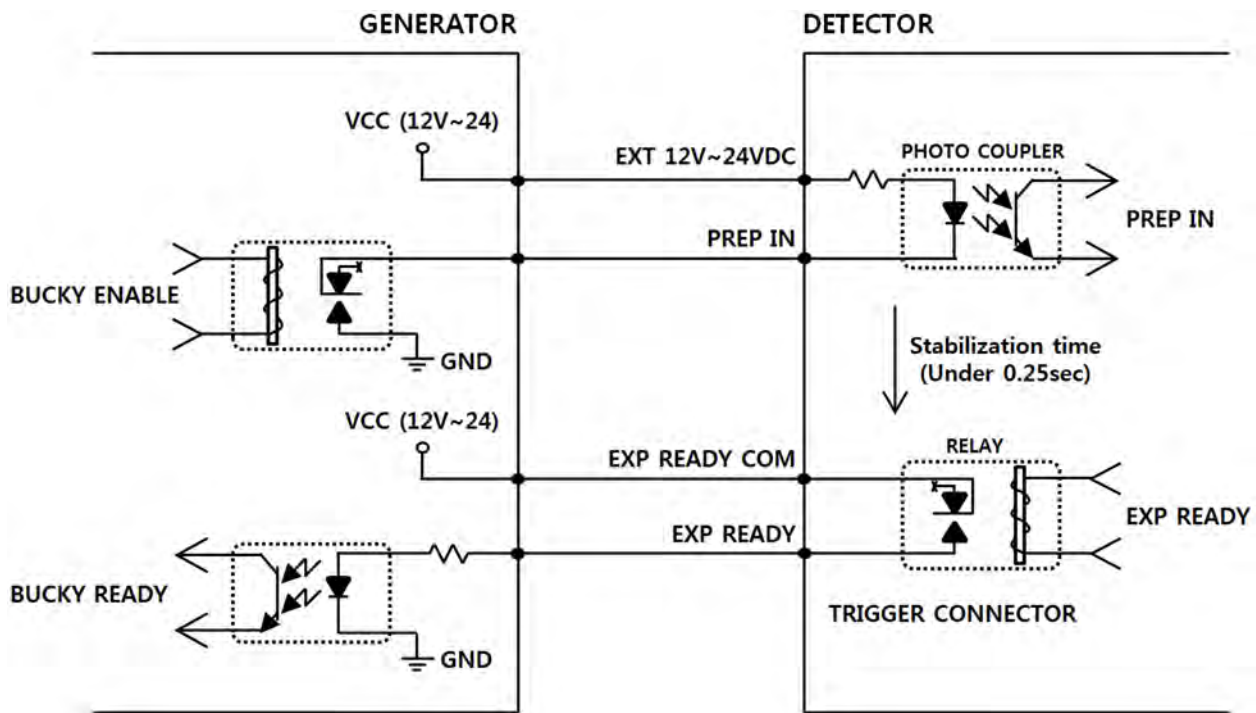 GENERATOR
DETECTOR
VCC (12V~24)
EXT 12V~24VDC
PHOTO COUPLER
PREP IN
PREP IN
BUCKY ENABLE
GND
Stabilization time
(Under 0.25sec)
VCC (12V~24)
EXP READY COM
RELAY
EXP READY
EXP READY
BUCKY READY
TRIGGER CONNECTOR
GND